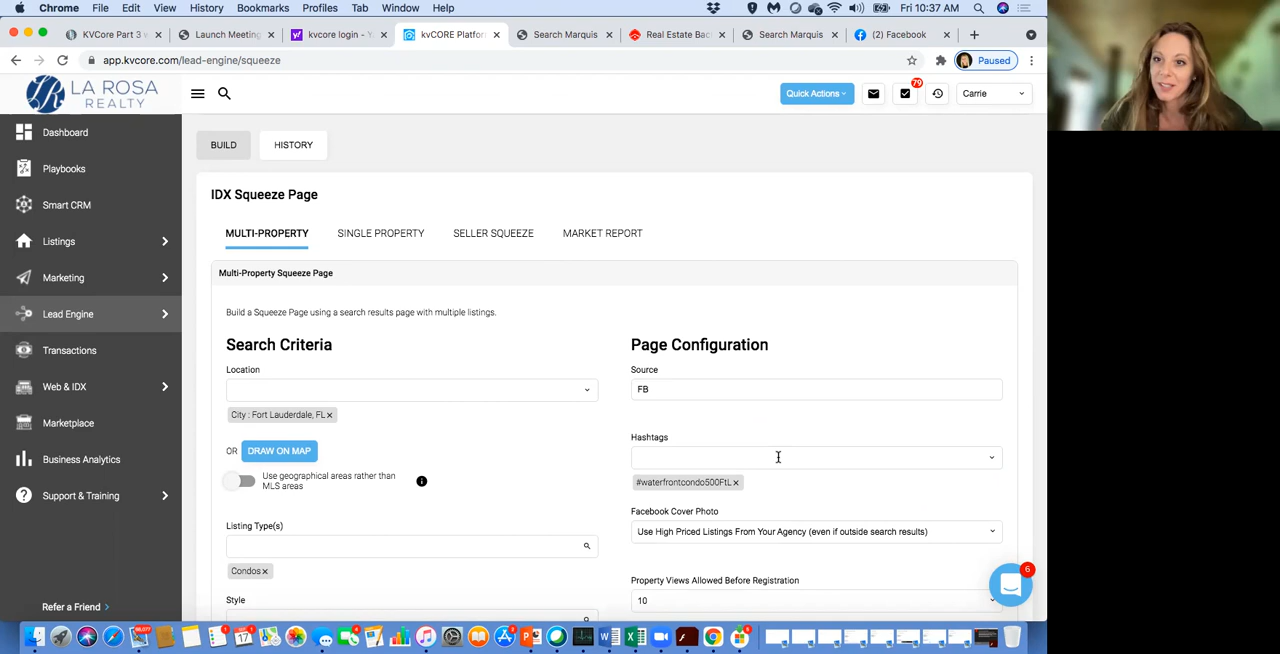 Chrome File Edit View History Bookmarks Profiles Tab Window Help Fri 10:37 AM
KVCore Part 3 w Launch Meeting kvcore login - Ya kvCORE Platform Search Marquis Real Estate Back Search Marquis (2) Facebook
app.kvcore.com/lead-engine/squeeze Paused
LA ROSA
REALTY
Quick Actions 79 Carrie
Dashboard
Playbooks
Smart CRM
Listings
Marketing
Lead Engine
Transactions
Web & IDX
Marketplace
Business Analytics
Support & Training
Refer a Friend
BUILD HISTORY
IDX Squeeze Page
MULTI-PROPERTY SINGLE PROPERTY SELLER SQUEEZE MARKET REPORT
Multi-Property Squeeze Page
Build a Squeeze Page using a search results page with multiple listings.
Search Criteria
Location
City : Fort Lauderdale, FL
OR DRAW ON MAP
Use geographical areas rather than
MLS areas
Listing Type(s)
Condos
Style
Page Configuration
Source
FB
Hashtags
#waterfrontcondo500FtL
Facebook Cover Photo
Use High Priced Listings From Your Agency (even if outside search results)
Property Views Allowed Before Registration
10
6